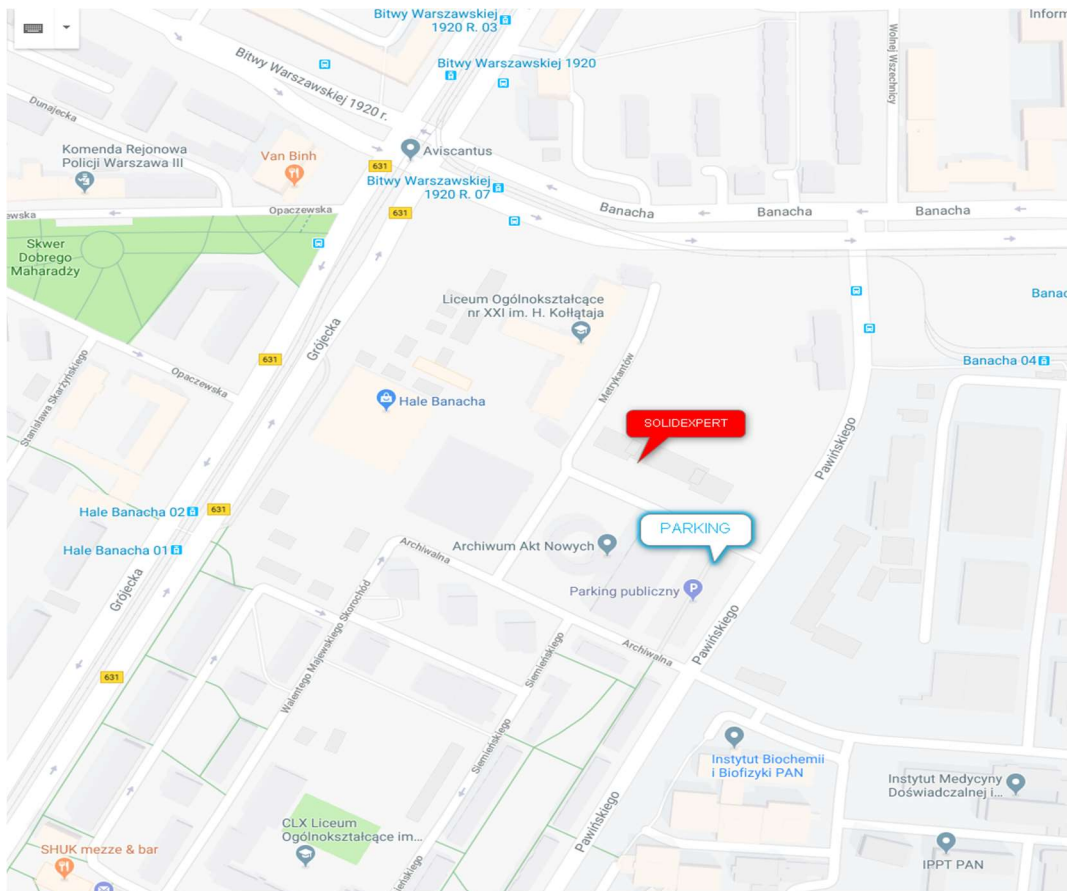 Bitwy Warszawskiej
1920 R. 03
Inform
Bitwy Warszawskiej 1920 r.
Bitwy Warszawskiej 1920
Wolnej Wszechnicy
Dunajecka
Komenda Rejonowa
Policji Warszawa III
Van Binh
Aviscantus
631
Bitwy Warszawskiej
1920 R. 07
ewska
Opaczewska
631
Banacha
Banacha
Banacha
Skwer
Dobrego
Maharadży
Liceum Ogólnokształcące
nr XXI im. H. Kołłątaja
Banac
Grójecka
631
Banacha 04
Opaczewska
Stanisława Skarżyńskiego
Metrykantów
Hale Banacha
SOLIDEXPERT
Pawińskiego
Hale Banacha 02
631
PARKING
Hale Banacha 01
Archiwalna
Archiwum Akt Nowych
Grójecka
Parking publiczny
P
Walentego Majewskiego Skorochód
Siemieńskiego
Archiwalna
Pawińskiego
631
Siemieńskiego
Instytut Biochemii
i Biofizyki PAN
Instytut Medycyny
Doświadczalnej i...
Pawińskiego
CLX Liceum
Ogólnokształcące im...
SHUK mezze & bar
Siemieńskiego
IPPT PAN